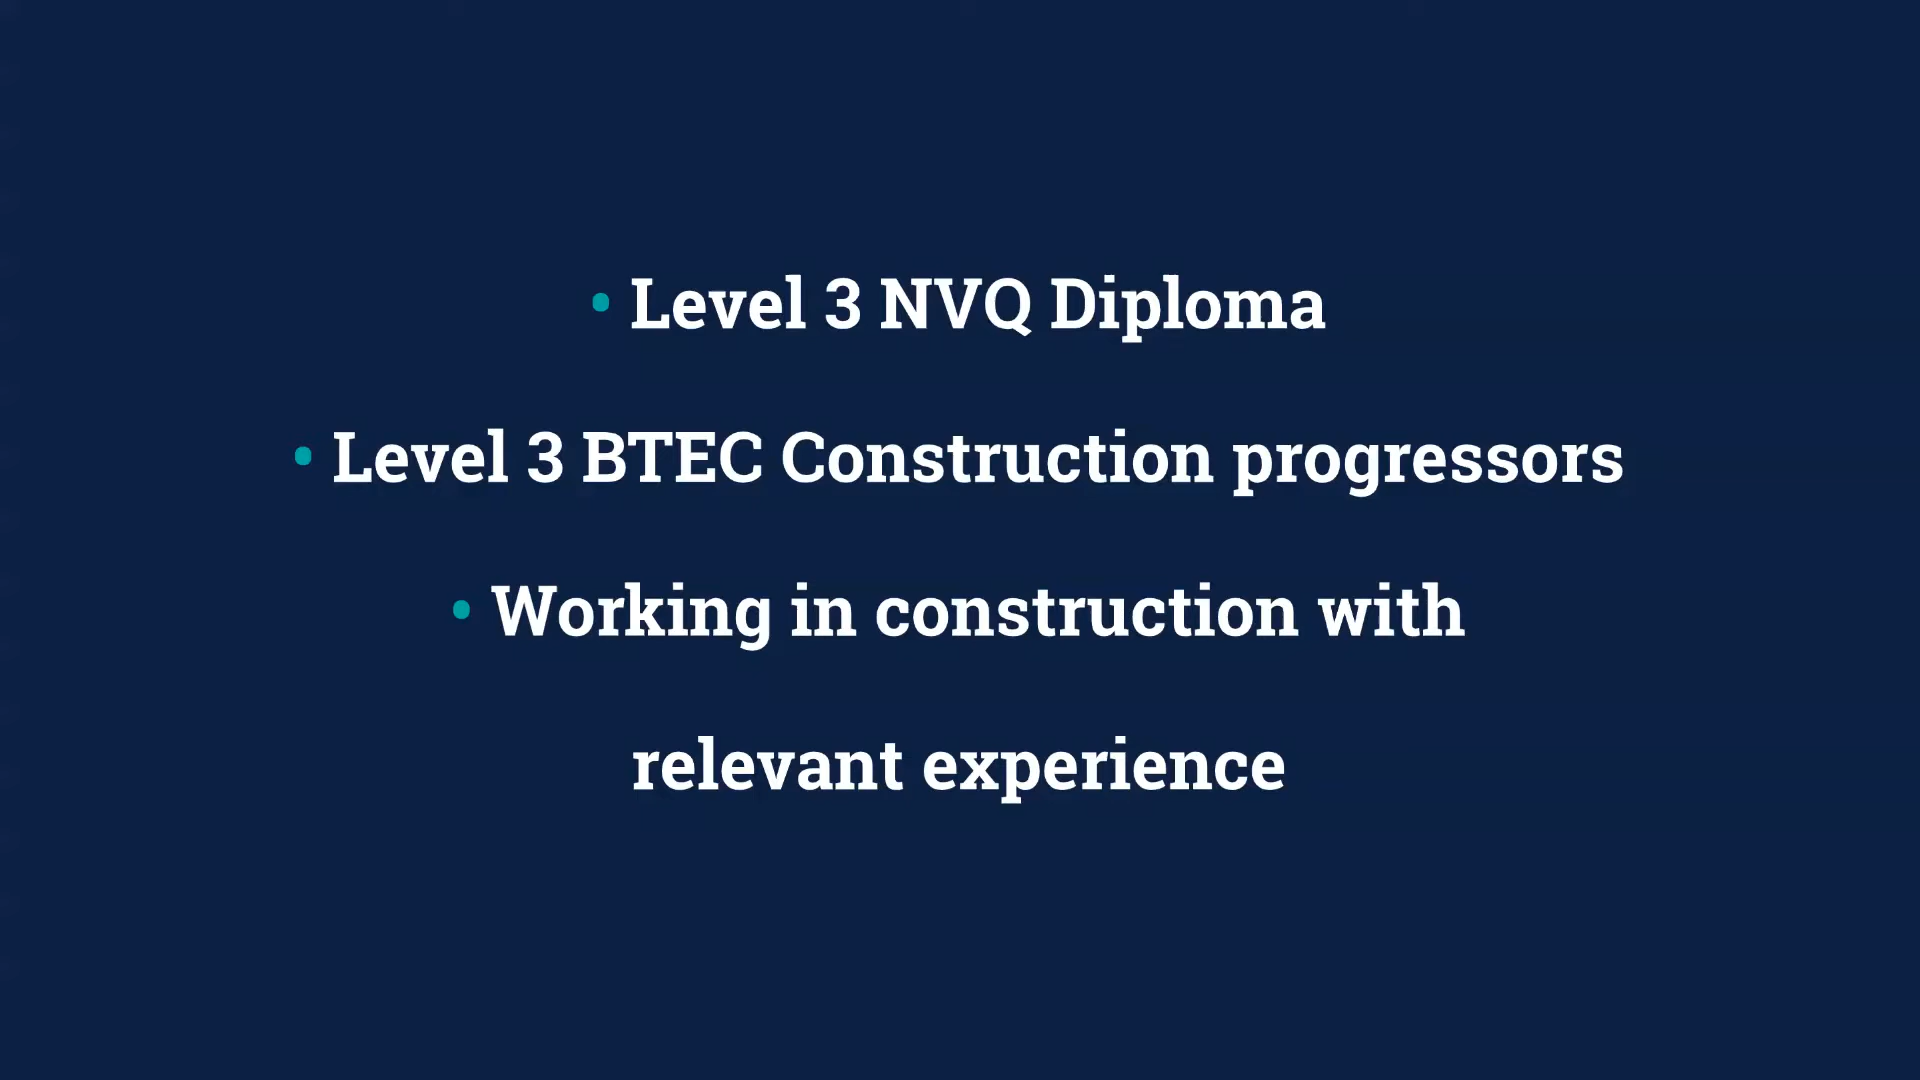 • Level 3 NVQ Diploma
• Level 3 BTEC Construction progressors
• Working in construction with
relevant experience